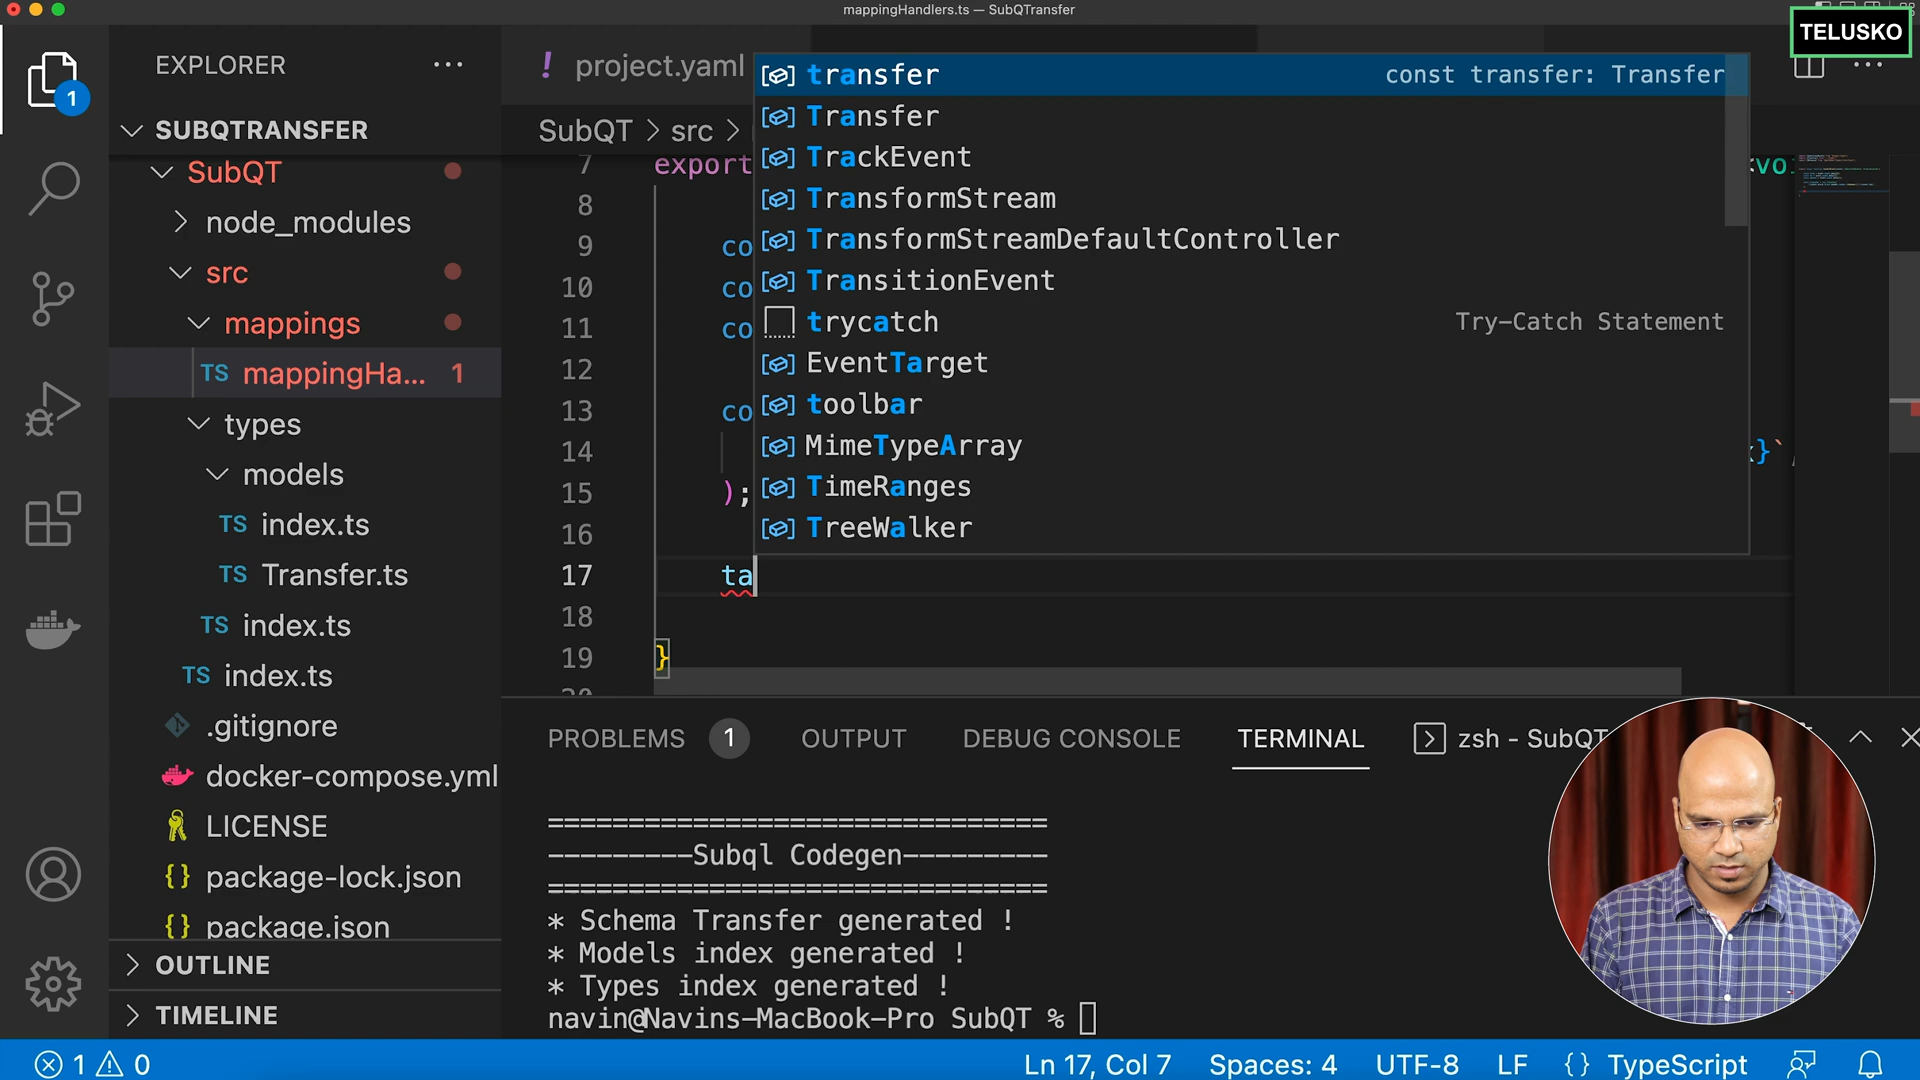 mappingHandlers.ts — SubQTransfer
TELUSKO
EXPLORER
1
SUBQTRANSFER
SubQT
node_modules
src
mappings
TS mappingHa... 1
types
models
TS index.ts
TS Transfer.ts
TS index.ts
TS index.ts
.gitignore
docker-compose.yml
LICENSE
{} package-lock.json
{} package.json
OUTLINE
TIMELINE
! project.yaml
SubQT > src >
7 export <vo
8
9 co
10 co
11 co
12
13 co
14 }`,
15 );
16
17 ta
18
19 }
20
transfer const transfer: Transfer
Transfer
TrackEvent
TransformStream
TransformStreamDefaultController
TransitionEvent
trycatch Try-Catch Statement
EventTarget
toolbar
MimeTypeArray
TimeRanges
TreeWalker
PROBLEMS 1 OUTPUT DEBUG CONSOLE TERMINAL zsh - SubQT
===============================
---------Subql Codegen---------
===============================
* Schema Transfer generated !
* Models index generated !
* Types index generated !
navin@Navins-MacBook-Pro SubQT %
1 0 Ln 17, Col 7 Spaces: 4 UTF-8 LF {} TypeScript